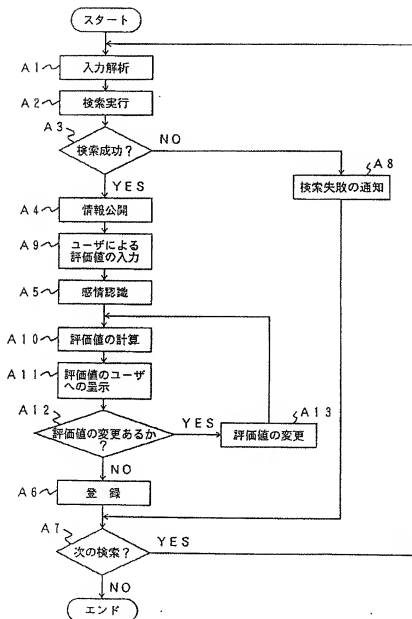 スタート
A1 入力解析
A2 検索実行
A3 検索成功？
NO
YES
A8 検索失敗の通知
A4 情報公開
A9 ユーザによる
評価値の入力
A5 感情認識
A10 評価値の計算
A11 評価値のユーザ
への呈示
A12 評価値の変更あるか
？
YES
A13 評価値の変更
NO
A6 登録
A7 次の検索？
YES
NO
エンド